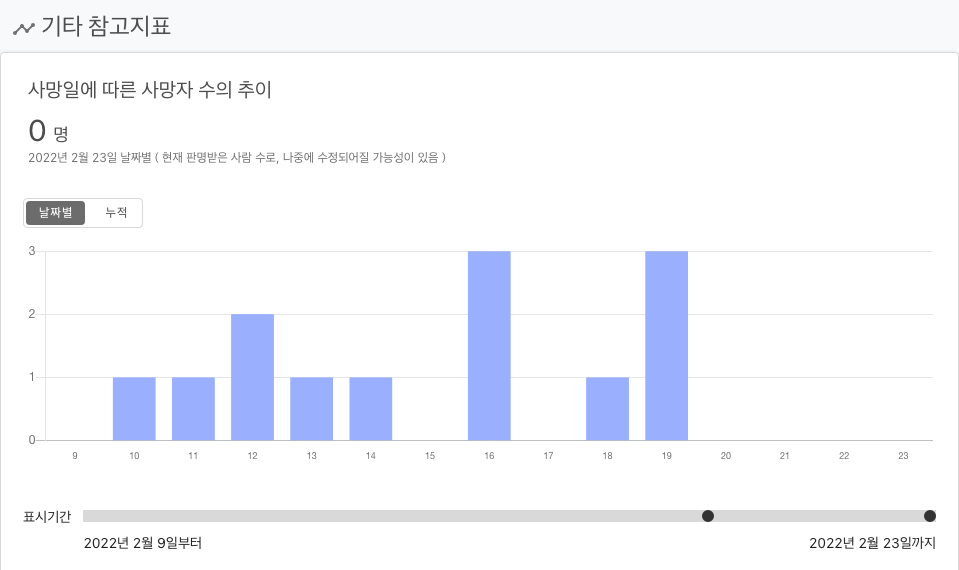 기타 참고지표
사망일에 따른 사망자 수의 추이
0 명
2022년 2월 23일 날짜별 ( 현재 판명받은 사람 수로, 나중에 수정되어질 가능성이 있음 )
날짜별 누적
3
2
1
0
9 10 11 12 13 14 15 16 17 18 19 20 21 22 23
표시기간
2022년 2월 9일부터 2022년 2월 23일까지